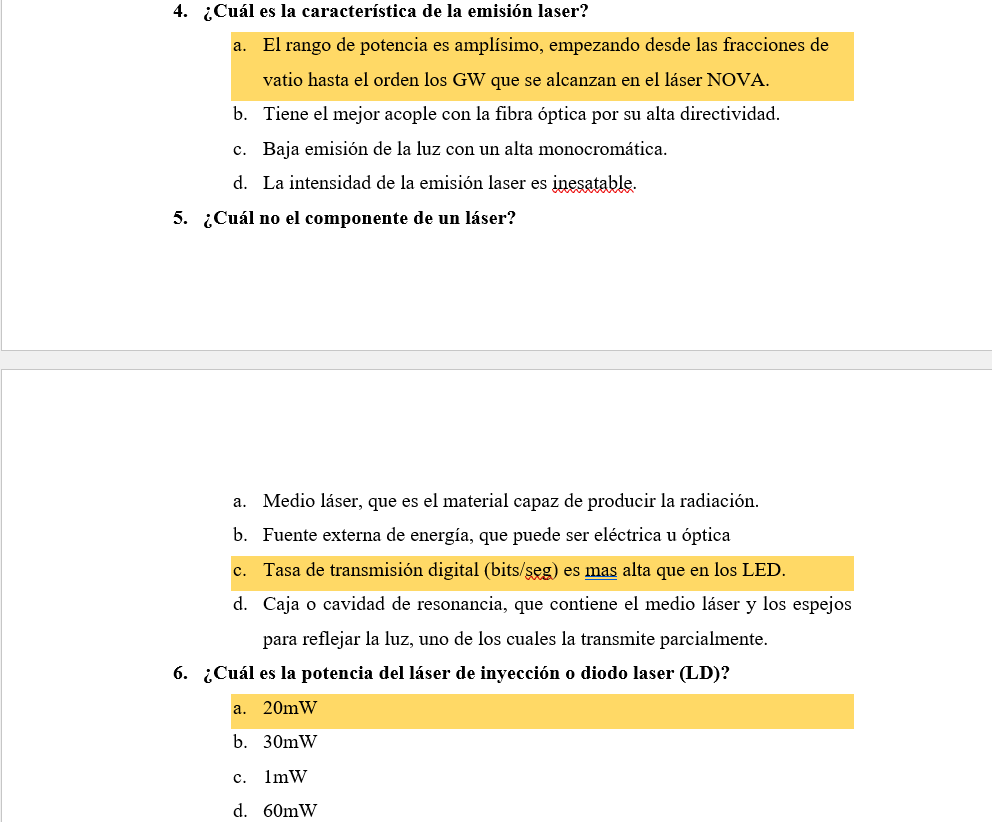 4. ¿Cuál es la característica de la emisión laser?
a. El rango de potencia es amplísimo, empezando desde las fracciones de
vatio hasta el orden los GW que se alcanzan en el láser NOVA.
b. Tiene el mejor acople con la fibra óptica por su alta directividad.
c. Baja emisión de la luz con un alta monocromática.
d. La intensidad de la emisión laser es inesatable.
5. ¿Cuál no el componente de un láser?
a. Medio láser, que es el material capaz de producir la radiación.
b. Fuente externa de energía, que puede ser eléctrica u óptica
c. Tasa de transmisión digital (bits/seg) es mas alta que en los LED.
d. Caja o cavidad de resonancia, que contiene el medio láser y los espejos
para reflejar la luz, uno de los cuales la transmite parcialmente.
6. ¿Cuál es la potencia del láser de inyección o diodo laser (LD)?
a. 20mW
b. 30mW
c. 1mW
d. 60mW